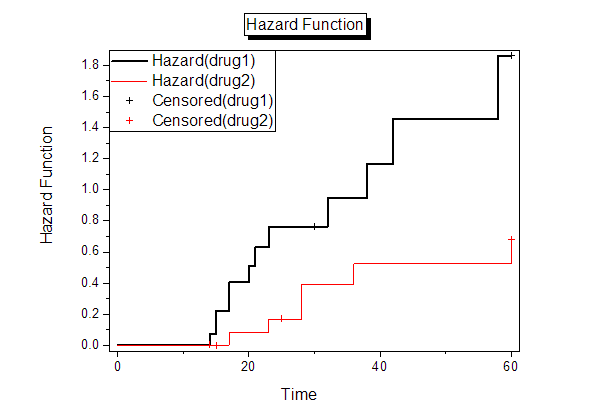 Hazard Function
Hazard(drug1)
Hazard(drug2)
Censored(drug1)
Censored(drug2)
1.8
1.6
1.4
1.2
1.0
0.8
0.6
0.4
0.2
0.0
Hazard Function
0 20 40 60
Time